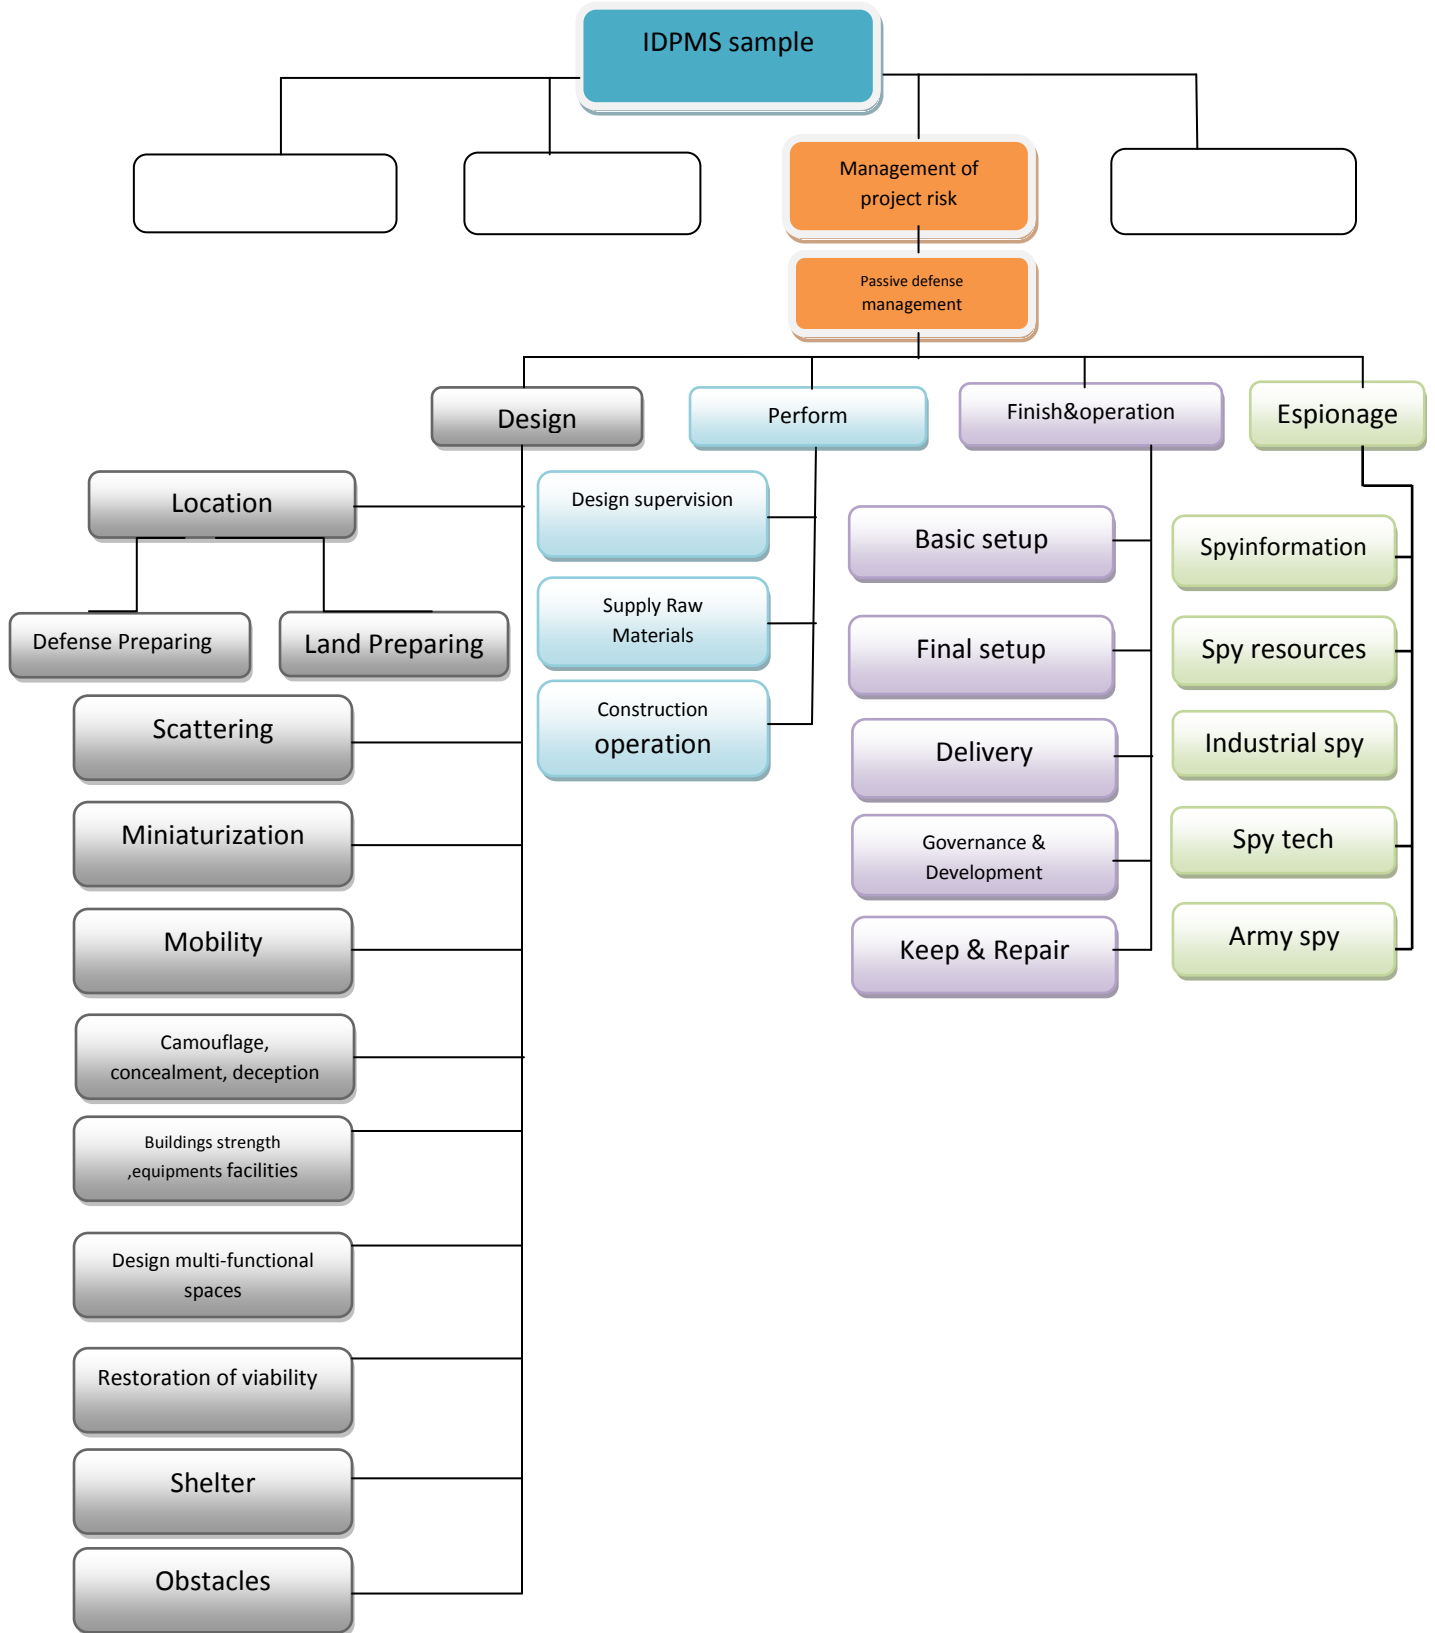 IDPMS sample
Management of
project risk
Passive defense
management
Design
Perform
Finish&operation
Espionage
Location
Defense Preparing
Land Preparing
Scattering
Miniaturization
Mobility
Camouflage,
concealment, deception
Buildings strength
,equipments facilities
Design multi-functional
spaces
Restoration of viability
Shelter
Obstacles
Design supervision
Supply Raw
Materials
Construction
operation
Basic setup
Final setup
Delivery
Governance &
Development
Keep & Repair
Spyinformation
Spy resources
Industrial spy
Spy tech
Army spy